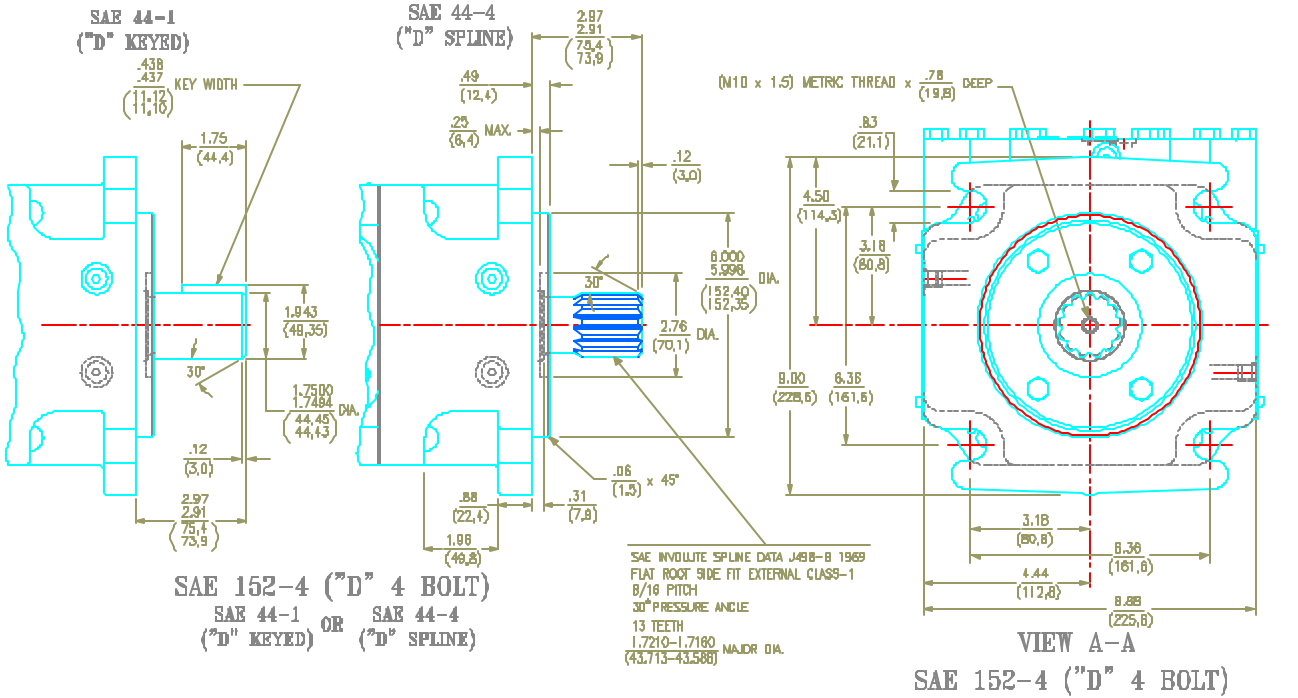 SAE 44-1
("D" KEYED)
.438
.437
(11.12
11.10)
KEY WIDTH
1.75
(44,4)
30°
1.943
(49,35)
1.7500
1.7494
(44,45
44,43)
DIA.
.12
(3,0)
2.97
2.91
(75,4
73,9)
SAE 44-4
("D" SPLINE)
2.97
2.91
(75,4
73,9)
.49
(12,4)
.25
(6,4)
MAX.
.12
(3,0)
30°
6.000
5.998
(152,40
152,35)
DIA.
2.76
(70,1)
DIA.
.06
(1,5)
x 45°
.88
(22,4)
.31
(7,9)
1.96
(49,8)
SAE INVOLUTE SPLINE DATA J498-B 1969
FLAT ROOT SIDE FIT EXTERNAL CLASS-1
8/16 PITCH
30° PRESSURE ANGLE
13 TEETH
1.7210-1.7160
(43.713-43.586)
MAJOR DIA.
SAE 152-4 ("D" 4 BOLT)
SAE 44-1
("D" KEYED)
OR
SAE 44-4
("D" SPLINE)
(M10 x 1.5) METRIC THREAD x .78 DEEP
(19,8)
.83
(21,1)
4.50
(114,3)
3.18
(80,8)
9.00
(228,6)
6.36
(161,6)
3.18
(80,8)
6.36
(161,6)
4.44
(112,8)
8.88
(225,6)
VIEW A-A
SAE 152-4 ("D" 4 BOLT)